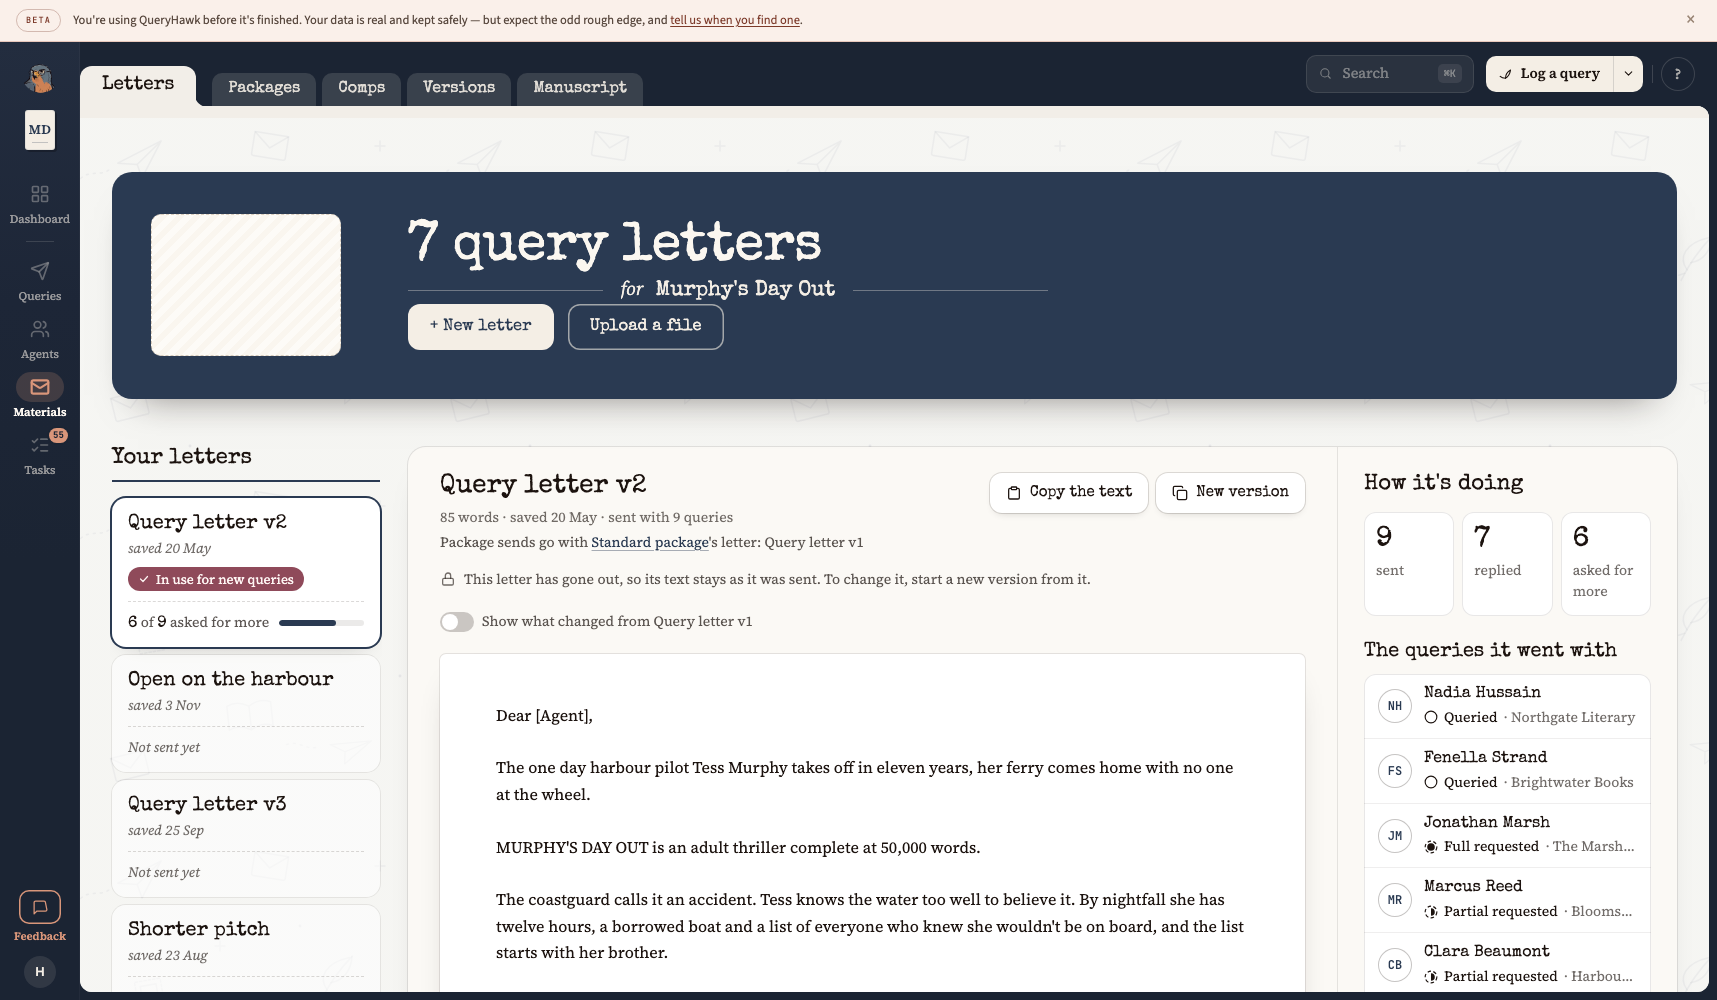 BETA You're using QueryHawk before it's finished. Your data is real and kept safely — but expect the odd rough edge, and tell us when you find one. ×
Letters
Packages
Comps
Versions
Manuscript
Search ⌘K
Log a query
?
MD
Dashboard
Queries
Agents
Materials
55
Tasks
Feedback
H
7 query letters
for Murphy's Day Out
+ New letter
Upload a file
Your letters
Query letter v2
saved 20 May
In use for new queries
6 of 9 asked for more
Open on the harbour
saved 3 Nov
Not sent yet
Query letter v3
saved 25 Sep
Not sent yet
Shorter pitch
saved 23 Aug
Query letter v2
Copy the text
New version
85 words · saved 20 May · sent with 9 queries
Package sends go with Standard package's letter: Query letter v1
This letter has gone out, so its text stays as it was sent. To change it, start a new version from it.
Show what changed from Query letter v1
Dear [Agent],
The one day harbour pilot Tess Murphy takes off in eleven years, her ferry comes home with no one
at the wheel.
MURPHY'S DAY OUT is an adult thriller complete at 50,000 words.
The coastguard calls it an accident. Tess knows the water too well to believe it. By nightfall she has
twelve hours, a borrowed boat and a list of everyone who knew she wouldn't be on board, and the list
starts with her brother.
How it's doing
9
sent
7
replied
6
asked for
more
The queries it went with
NH
Nadia Hussain
Queried · Northgate Literary
FS
Fenella Strand
Queried · Brightwater Books
JM
Jonathan Marsh
Full requested · The Marsh...
MR
Marcus Reed
Partial requested · Blooms...
CB
Clara Beaumont
Partial requested · Harbou...